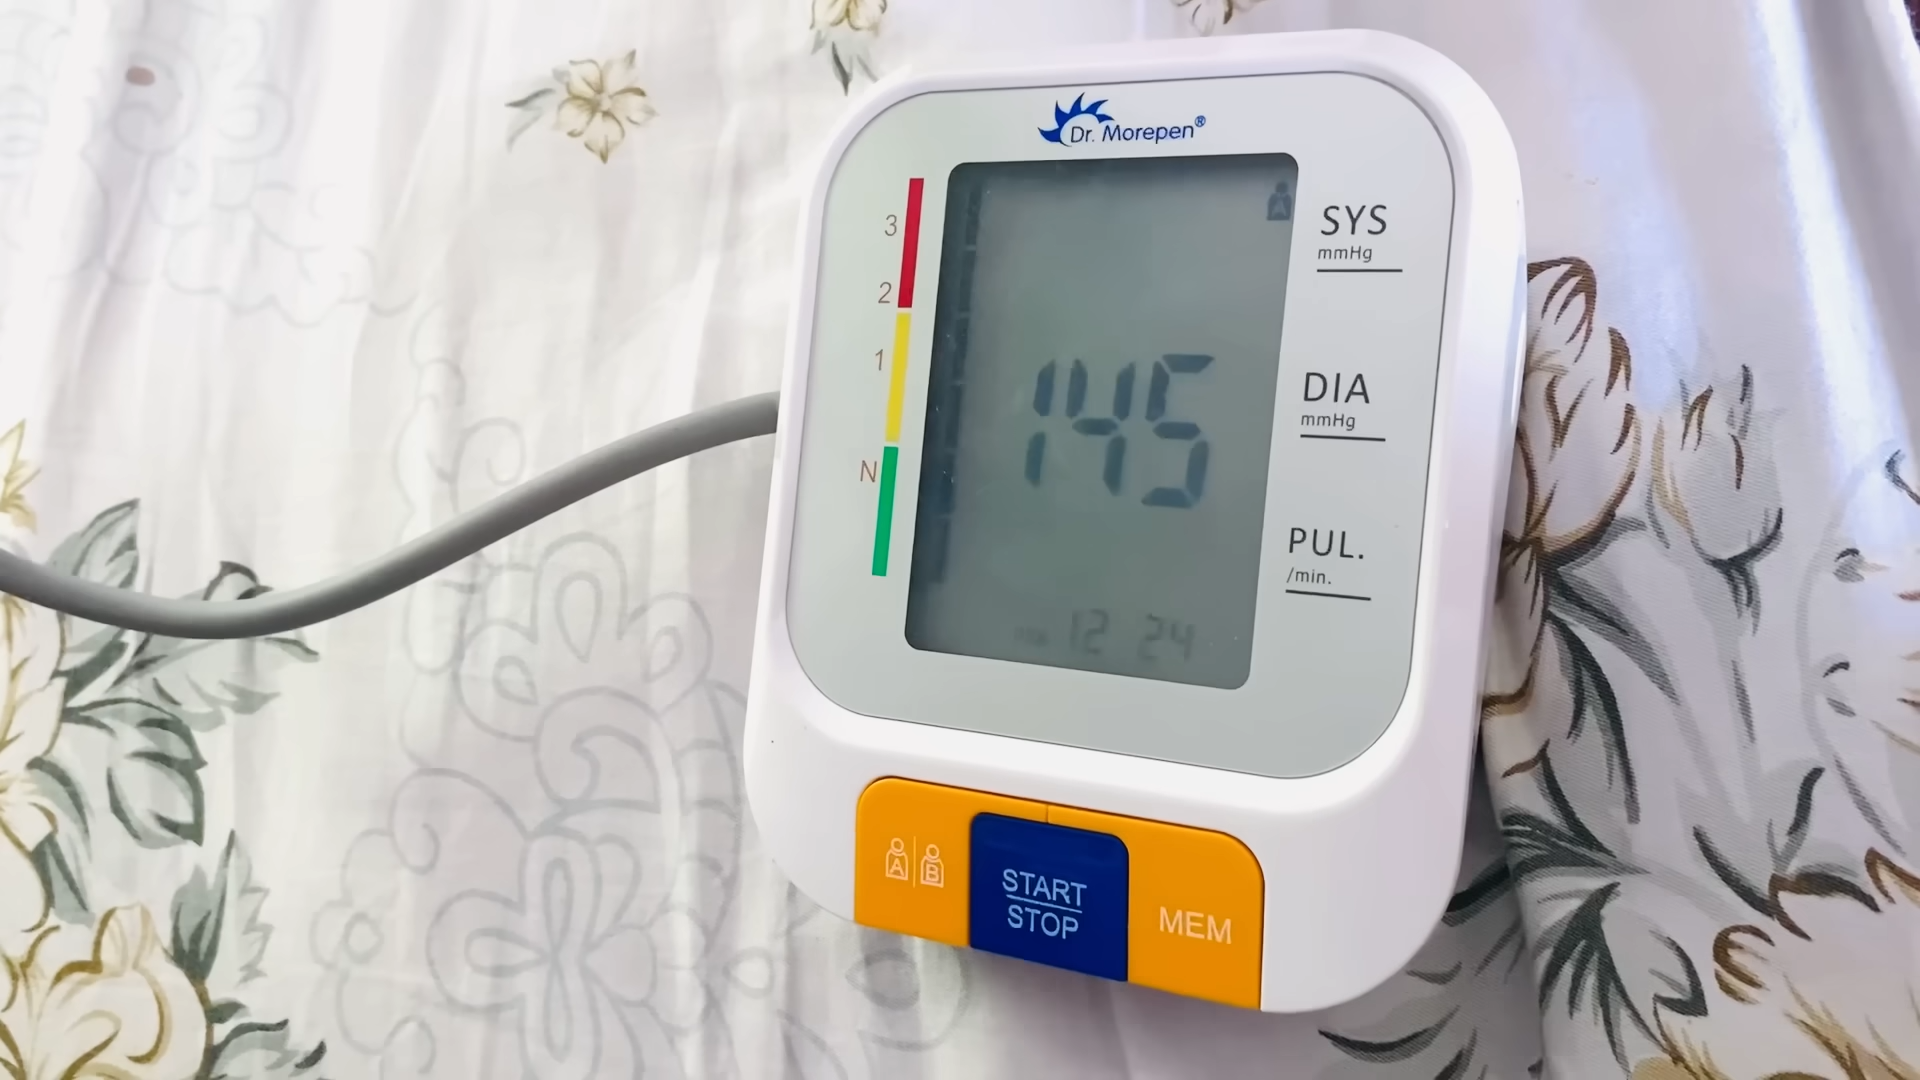 Dr. Morepen®
3
2
1
N
A
SYS
mmHg
DIA
mmHg
PUL.
/min.
145
12 24
A B
START
STOP
MEM